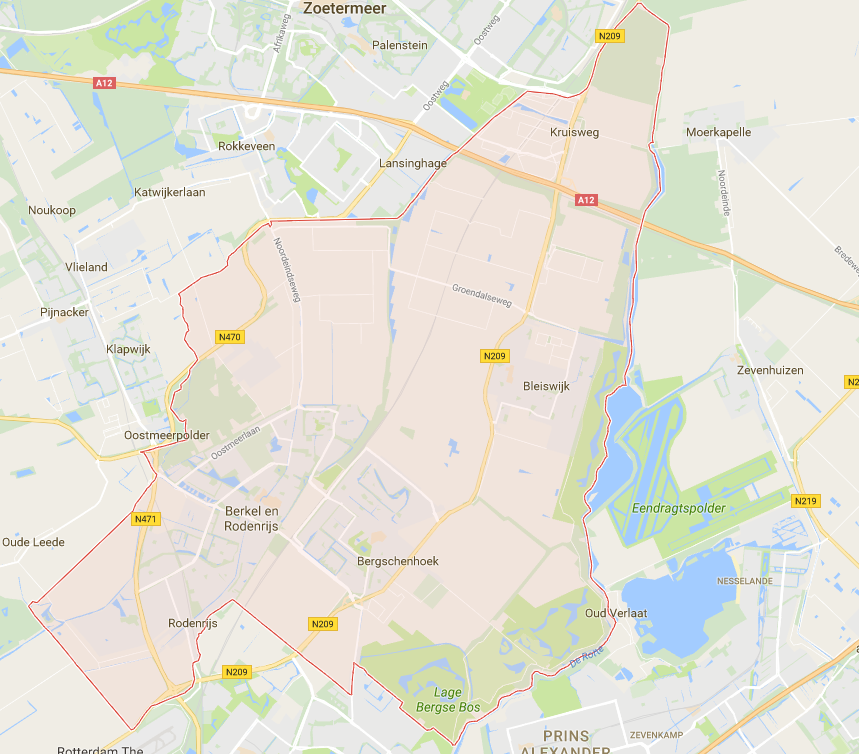 Zoetermeer
Afrikaweg
Palenstein
Oostweg
N209
A12
Oostweg
Kruisweg
Moerkapelle
Rokkeveen
Lansinghage
Katwijkerlaan
A12
Noordeinde
Noukoop
Noordeindseweg
Vlieland
Bredeweg
Groendalseweg
Pijnacker
N470
Klapwijk
N209
Zevenhuizen
Bleiswijk
N2
Oostmeerpolder
Oostmeerlaan
N219
Eendragtspolder
Berkel en
Rodenrijs
N471
Oude Leede
Bergschenhoek
NESSELANDE
Oud Verlaat
Rodenrijs
N209
De Rotte
N209
Lage
Bergse Bos
PRINS
ALEXANDER
ZEVENKAMP
Rotterdam The